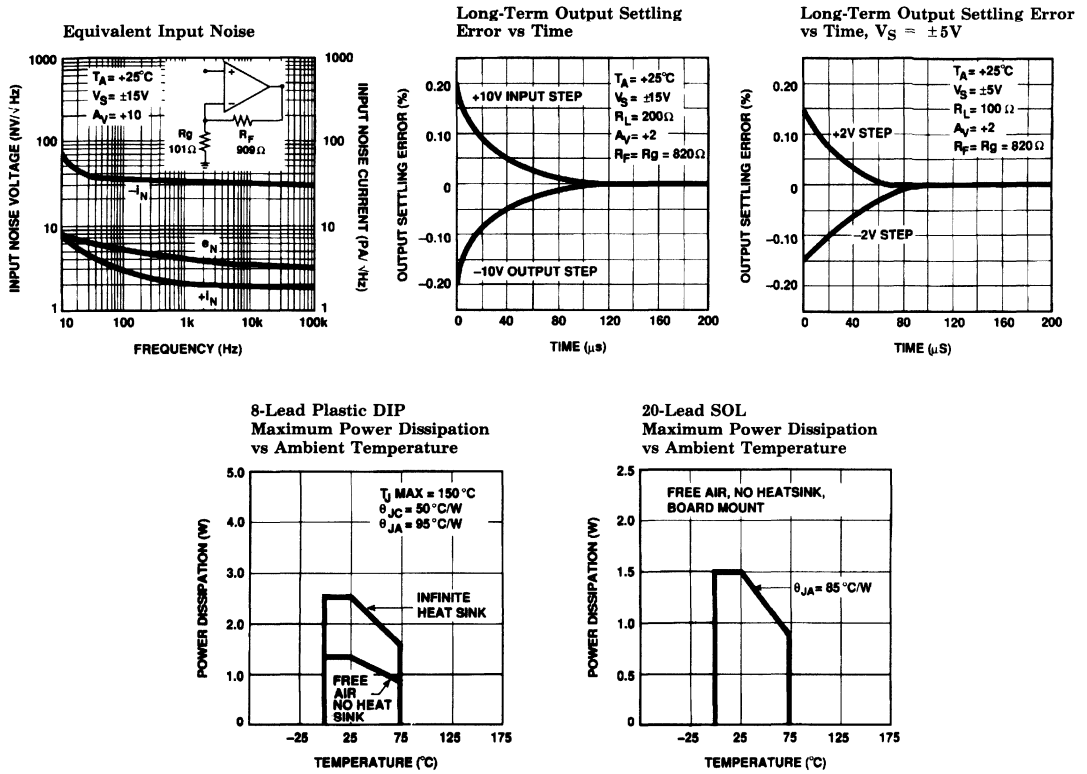 Equivalent Input Noise
1000
100
10
1
INPUT NOISE VOLTAGE (NV/√Hz)
TA = +25°C
VS = ±15V
AV = +10
+
−
Rg
101Ω
RF
909Ω
−iN
eN
+iN
1000
100
10
1
INPUT NOISE CURRENT (PA/√Hz)
10 100 1k 10k 100k
FREQUENCY (Hz)
Long-Term Output Settling
Error vs Time
OUTPUT SETTLING ERROR (%)
0.20
0.10
0
−0.10
−0.20
+10V INPUT STEP
−10V OUTPUT STEP
TA = +25°C
VS = ±15V
RL = 200Ω
AV = +2
RF = Rg = 820Ω
0 40 80 120 160 200
TIME (μs)
Long-Term Output Settling Error
vs Time, VS = ±5V
OUTPUT SETTLING ERROR (%)
0.20
0.10
0
−0.10
−0.20
+2V STEP
−2V STEP
TA = +25°C
VS = ±5V
RL = 100Ω
AV = +2
RF = Rg = 820Ω
0 40 80 120 160 200
TIME (μS)
8-Lead Plastic DIP
Maximum Power Dissipation
vs Ambient Temperature
POWER DISSIPATION (W)
5.0
4.0
3.0
2.0
1.0
0
TJ MAX = 150°C
θJC = 50°C/W
θJA = 95°C/W
INFINITE
HEAT SINK
FREE
AIR
NO HEAT
SINK
−25 25 75 125 175
TEMPERATURE (°C)
20-Lead SOL
Maximum Power Dissipation
vs Ambient Temperature
POWER DISSIPATION (W)
2.5
2.0
1.5
1.0
0.5
0
FREE AIR, NO HEATSINK,
BOARD MOUNT
θJA = 85°C/W
−25 25 75 125 175
TEMPERATURE (°C)